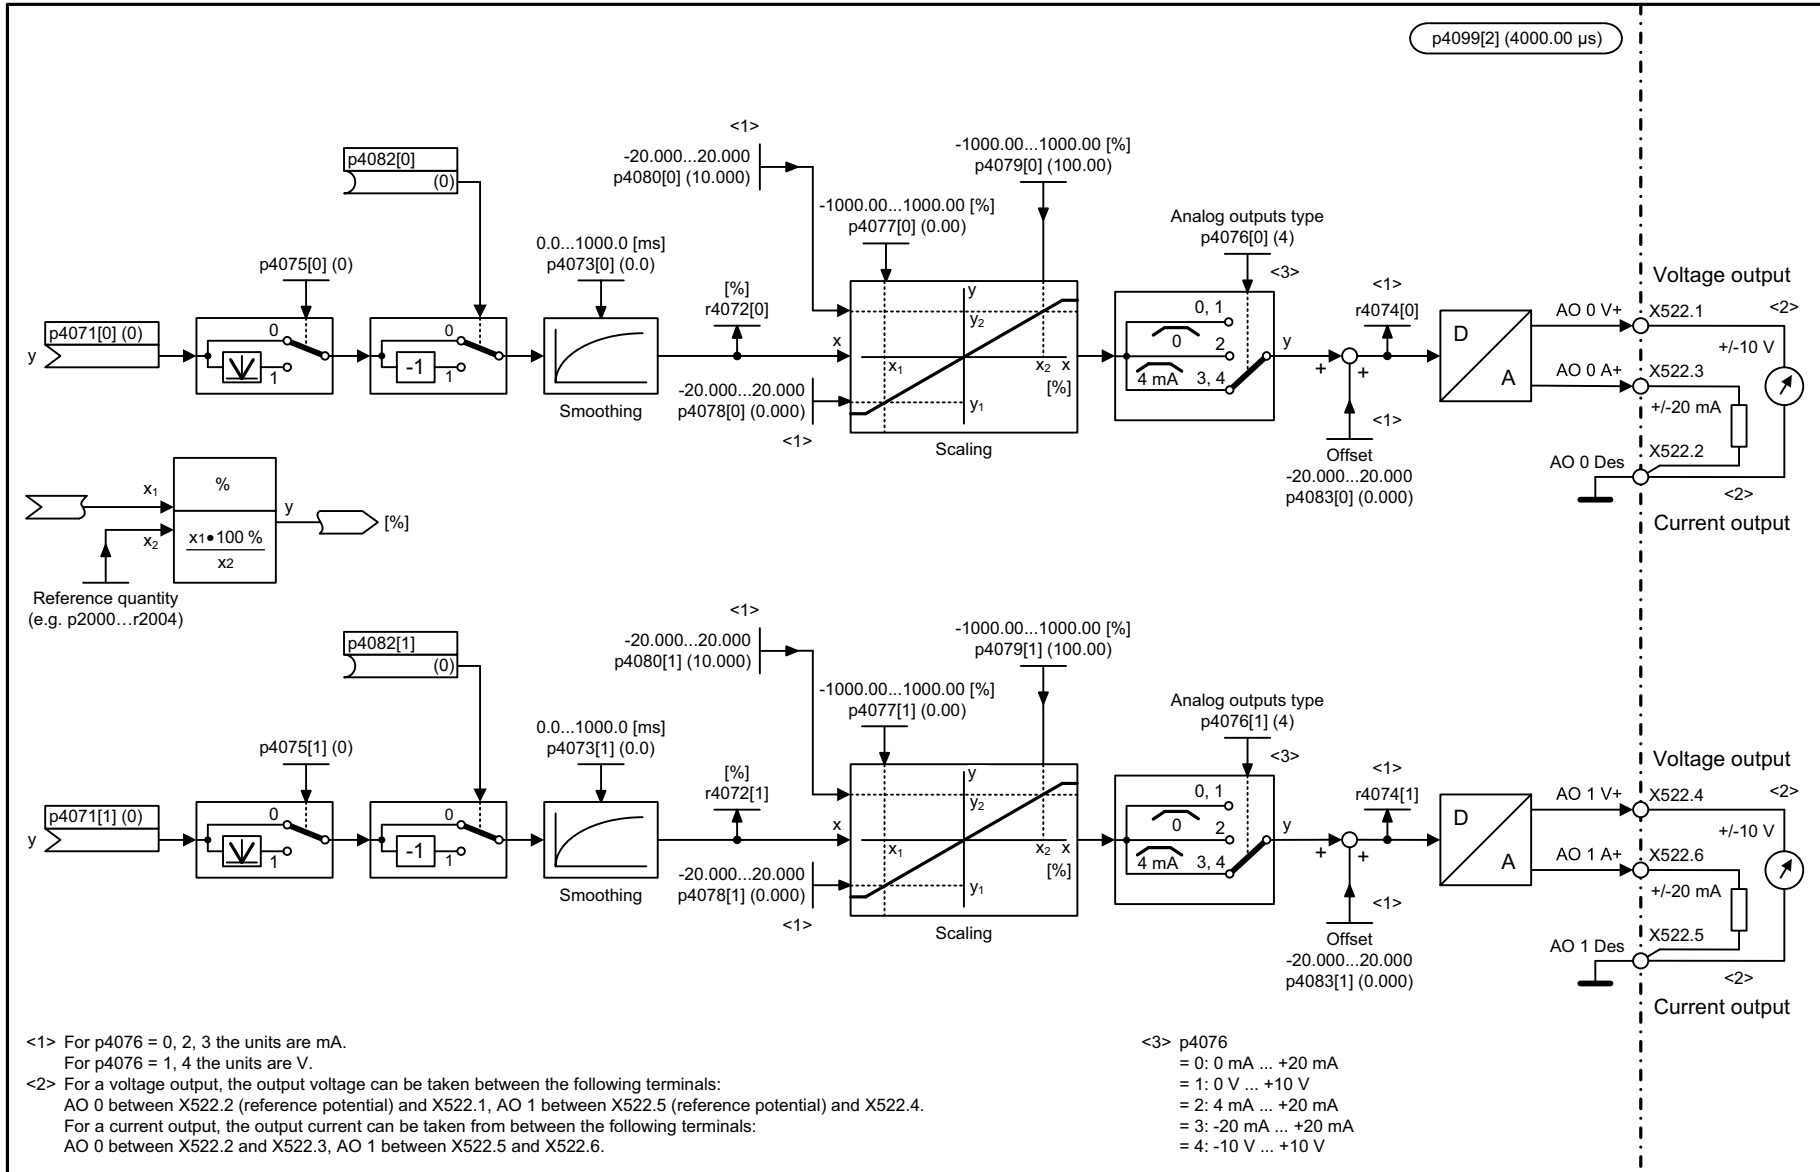 p4099[2] (4000.00 µs)
<1>
-20.000...20.000
p4080[0] (10.000)
-1000.00...1000.00 [%]
p4079[0] (100.00)
p4082[0]
(0)
-1000.00...1000.00 [%]
p4077[0] (0.00)
Analog outputs type
p4076[0] (4)
<3>
0.0...1000.0 [ms]
p4073[0] (0.0)
p4075[0] (0)
[%]
r4072[0]
<1>
r4074[0]
Voltage output
y
p4071[0] (0)
0
1
0
-1
1
Smoothing
x
y
y2
x1
x2
x
[%]
y1
-20.000...20.000
p4078[0] (0.000)
<1>
Scaling
0, 1
0
2
4 mA
3, 4
y
+
+
<1>
Offset
-20.000...20.000
p4083[0] (0.000)
D
A
AO 0 V+
X522.1
<2>
+/-10 V
AO 0 A+
X522.3
+/-20 mA
X522.2
AO 0 Des
<2>
Current output
x1
x2
%
x1•100 %
x2
y
[%]
Reference quantity
(e.g. p2000…r2004)
<1>
-20.000...20.000
p4080[1] (10.000)
-1000.00...1000.00 [%]
p4079[1] (100.00)
p4082[1]
(0)
-1000.00...1000.00 [%]
p4077[1] (0.00)
Analog outputs type
p4076[1] (4)
<3>
0.0...1000.0 [ms]
p4073[1] (0.0)
p4075[1] (0)
[%]
r4072[1]
<1>
r4074[1]
Voltage output
y
p4071[1] (0)
0
1
0
-1
1
Smoothing
x
y
y2
x1
x2
x
[%]
y1
-20.000...20.000
p4078[1] (0.000)
<1>
Scaling
0, 1
0
2
4 mA
3, 4
y
+
+
<1>
Offset
-20.000...20.000
p4083[1] (0.000)
D
A
AO 1 V+
X522.4
<2>
+/-10 V
AO 1 A+
X522.6
+/-20 mA
X522.5
AO 1 Des
<2>
Current output
<1> For p4076 = 0, 2, 3 the units are mA.
For p4076 = 1, 4 the units are V.
<2> For a voltage output, the output voltage can be taken between the following terminals:
AO 0 between X522.2 (reference potential) and X522.1, AO 1 between X522.5 (reference potential) and X522.4.
For a current output, the output current can be taken from between the following terminals:
AO 0 between X522.2 and X522.3, AO 1 between X522.5 and X522.6.
<3> p4076
= 0: 0 mA ... +20 mA
= 1: 0 V ... +10 V
= 2: 4 mA ... +20 mA
= 3: -20 mA ... +20 mA
= 4: -10 V ... +10 V